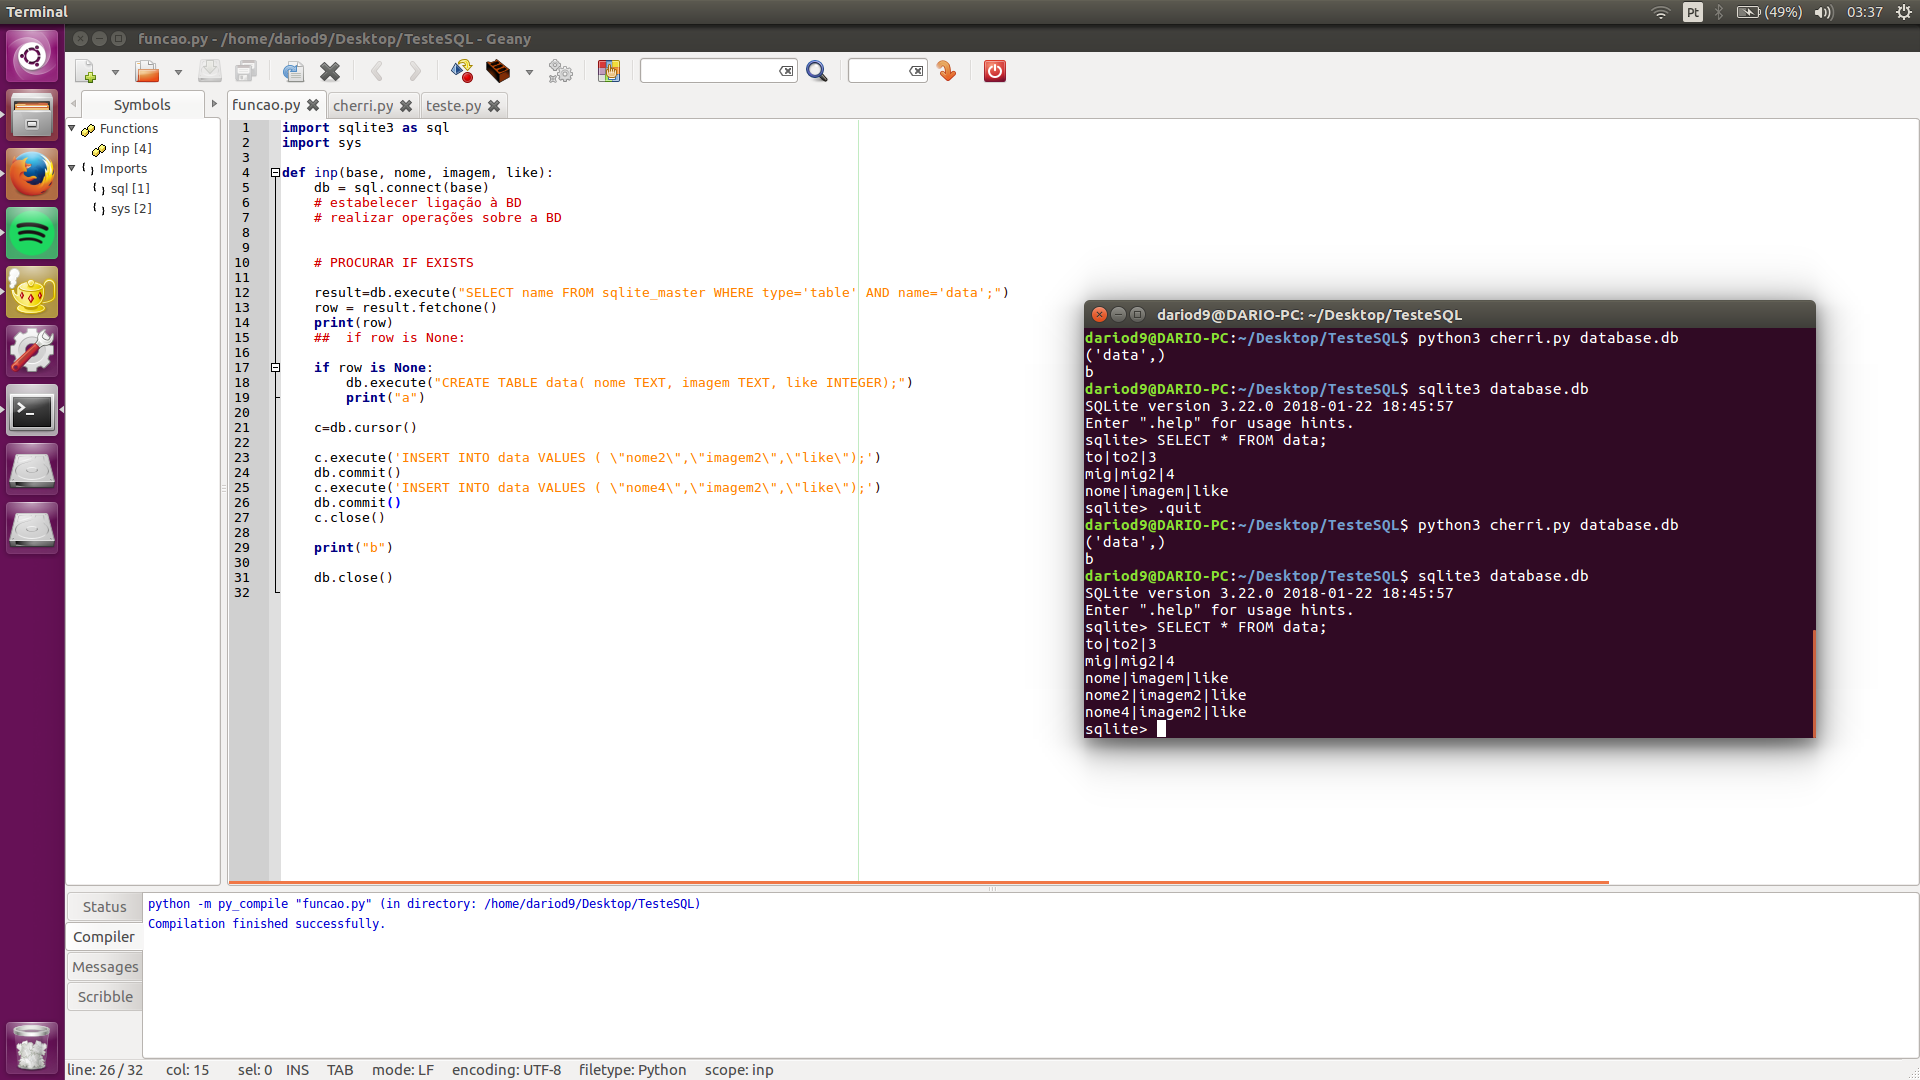 Terminal
Pt
(49%)
03:37
funcao.py - /home/dariod9/Desktop/TesteSQL - Geany
Symbols
Functions
inp [4]
Imports
sql [1]
sys [2]
funcao.py
cherri.py
teste.py
1 import sqlite3 as sql
2 import sys
3
4 def inp(base, nome, imagem, like):
5     db = sql.connect(base)
6     # estabelecer ligação à BD
7     # realizar operações sobre a BD
8
9
10     # PROCURAR IF EXISTS
11
12     result=db.execute("SELECT name FROM sqlite_master WHERE type='table' AND name='data';")
13     row = result.fetchone()
14     print(row)
15     ##  if row is None:
16
17     if row is None:
18         db.execute("CREATE TABLE data( nome TEXT, imagem TEXT, like INTEGER);")
19         print("a")
20
21     c=db.cursor()
22
23     c.execute('INSERT INTO data VALUES ( \"nome2\",\"imagem2\",\"like\");')
24     db.commit()
25     c.execute('INSERT INTO data VALUES ( \"nome4\",\"imagem2\",\"like\");')
26     db.commit()
27     c.close()
28
29     print("b")
30
31     db.close()
32
dariod9@DARIO-PC: ~/Desktop/TesteSQL
dariod9@DARIO-PC:~/Desktop/TesteSQL$ python3 cherri.py database.db
('data',)
b
dariod9@DARIO-PC:~/Desktop/TesteSQL$ sqlite3 database.db
SQLite version 3.22.0 2018-01-22 18:45:57
Enter ".help" for usage hints.
sqlite> SELECT * FROM data;
to|to2|3
mig|mig2|4
nome|imagem|like
sqlite> .quit
dariod9@DARIO-PC:~/Desktop/TesteSQL$ python3 cherri.py database.db
('data',)
b
dariod9@DARIO-PC:~/Desktop/TesteSQL$ sqlite3 database.db
SQLite version 3.22.0 2018-01-22 18:45:57
Enter ".help" for usage hints.
sqlite> SELECT * FROM data;
to|to2|3
mig|mig2|4
nome|imagem|like
nome2|imagem2|like
nome4|imagem2|like
sqlite>
Status
Compiler
Messages
Scribble
python -m py_compile "funcao.py" (in directory: /home/dariod9/Desktop/TesteSQL)
Compilation finished successfully.
line: 26 / 32 col: 15 sel: 0 INS TAB mode: LF encoding: UTF-8 filetype: Python scope: inp